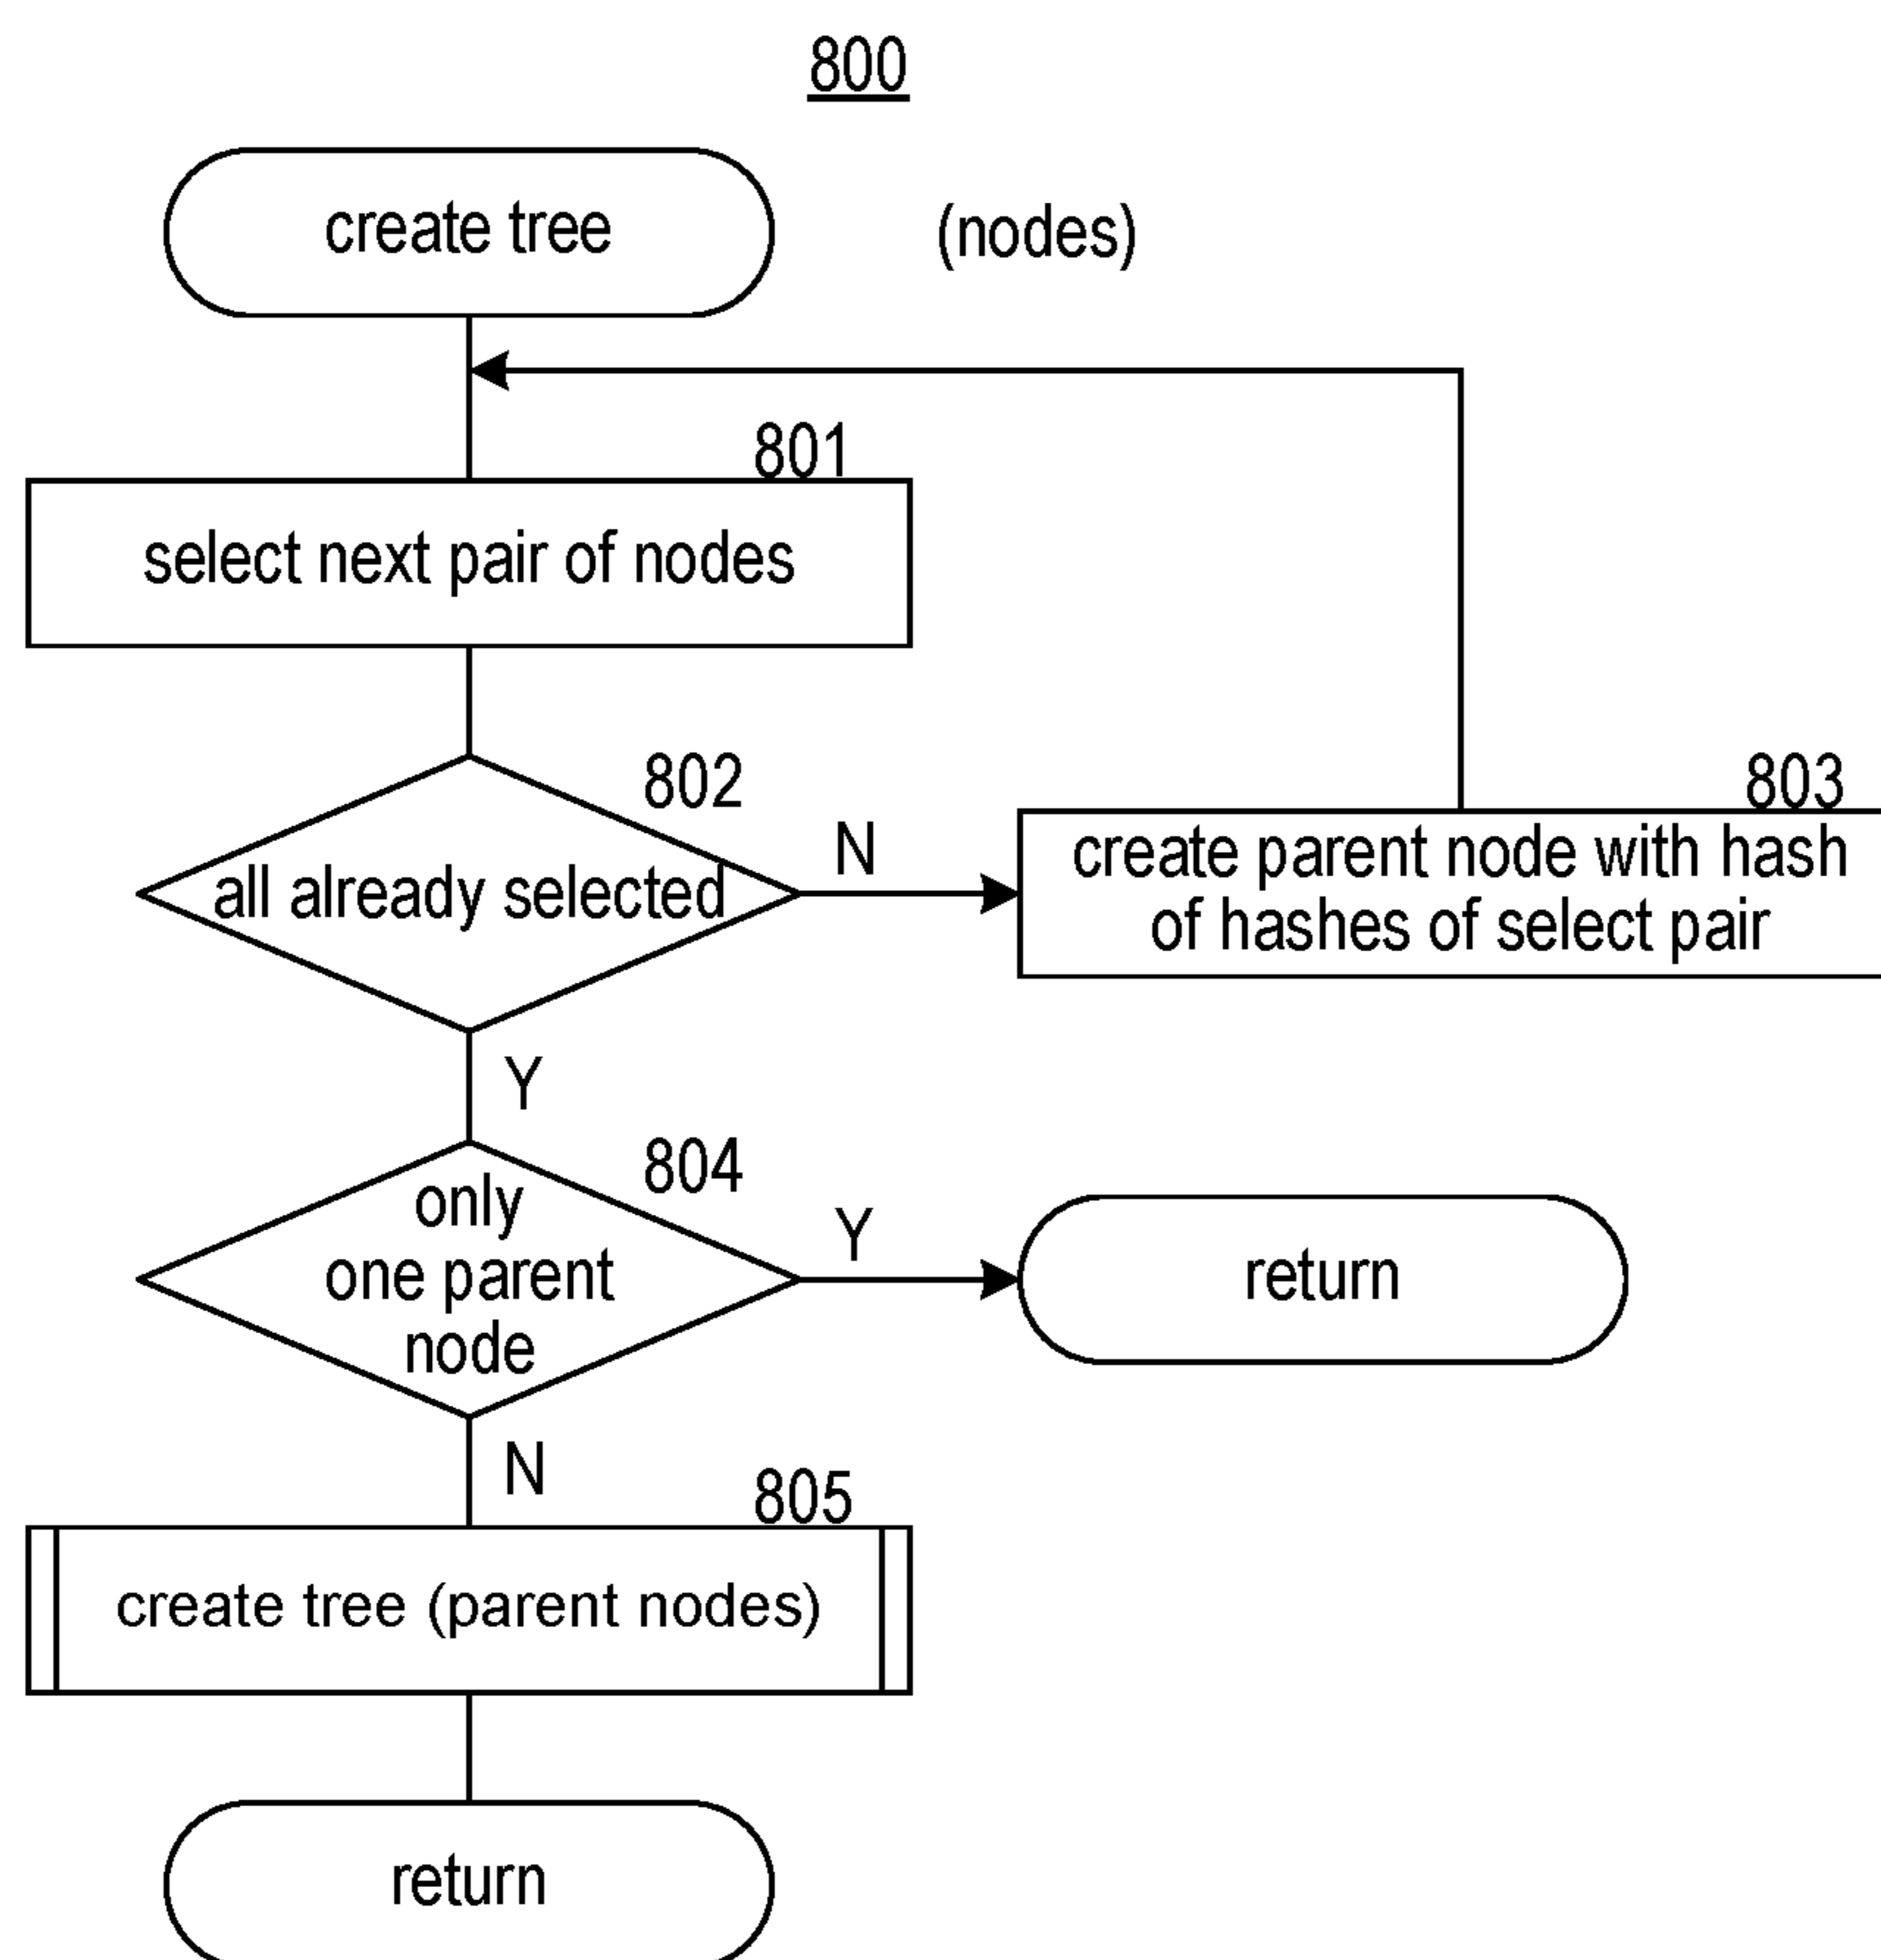 800
create tree
(nodes)
801
select next pair of nodes
802
all already selected
N
803
create parent node with hash
of hashes of select pair
Y
804
only
one parent
node
Y
return
N
805
create tree (parent nodes)
return